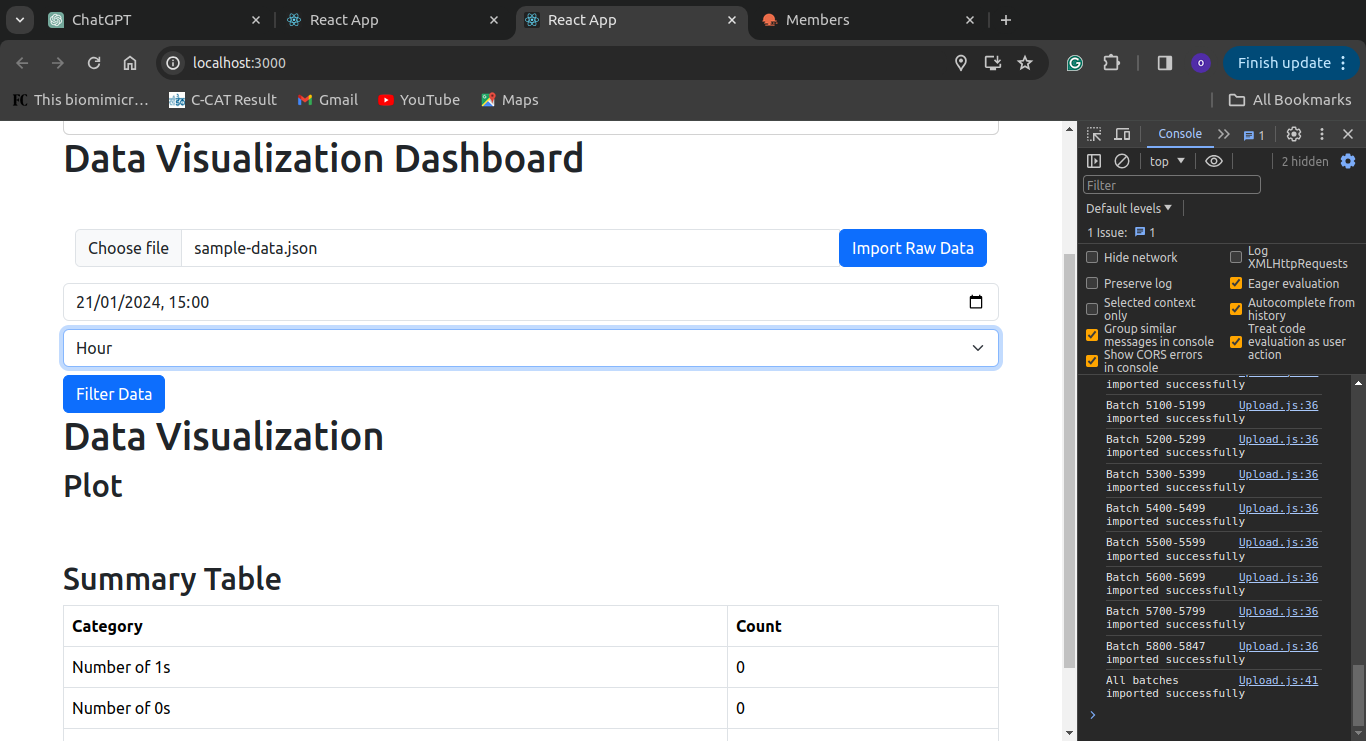 ChatGPT
React App
React App
Members
localhost:3000
Finish update
FC This biomimicr...
C-CAT Result
Gmail
YouTube
Maps
All Bookmarks
Data Visualization Dashboard
Choose file
sample-data.json
Import Raw Data
21/01/2024, 15:00
Hour
Filter Data
Data Visualization
Plot
Summary Table
Category Count
Number of 1s 0
Number of 0s 0
Console
1
top
2 hidden
Filter
Default levels
1 Issue: 1
Hide network
Log XMLHttpRequests
Preserve log
Eager evaluation
Selected context only
Autocomplete from history
Group similar messages in console
Treat code evaluation as user action
Show CORS errors in console
imported successfully
Batch 5100-5199 Upload.js:36
imported successfully
Batch 5200-5299 Upload.js:36
imported successfully
Batch 5300-5399 Upload.js:36
imported successfully
Batch 5400-5499 Upload.js:36
imported successfully
Batch 5500-5599 Upload.js:36
imported successfully
Batch 5600-5699 Upload.js:36
imported successfully
Batch 5700-5799 Upload.js:36
imported successfully
Batch 5800-5847 Upload.js:36
imported successfully
All batches Upload.js:41
imported successfully